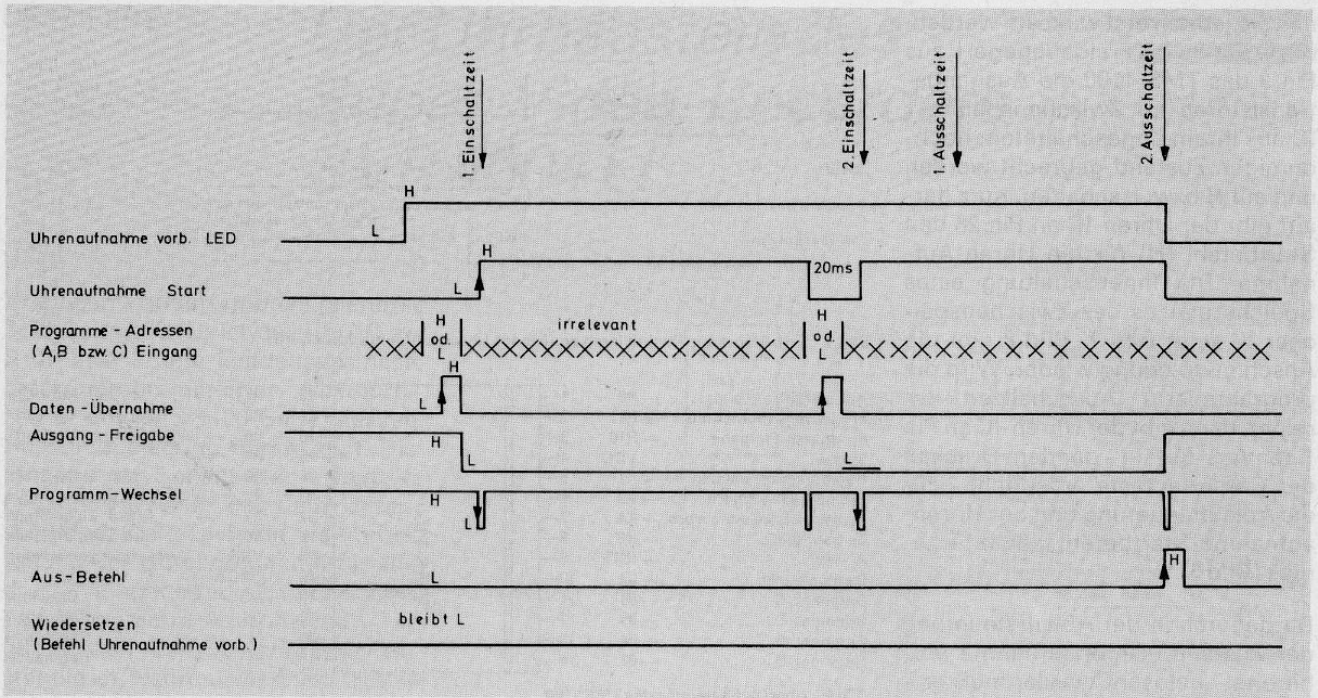 1. Einschaltzeit
2. Einschaltzeit
1. Ausschaltzeit
2. Ausschaltzeit
H
Uhrenaufnahme vorb. LED
L
H
20ms
Uhrenaufnahme Start
L
Programme - Adressen
(A,B bzw. C) Eingang
H
od.
L
irrelevant
H
od.
L
H
Daten - Übernahme
L
Ausgang - Freigabe
H
L
L
Programm - Wechsel
H
L
Aus - Befehl
L
H
Wiedersetzen
(Befehl Uhrenaufnahme vorb.)
bleibt L